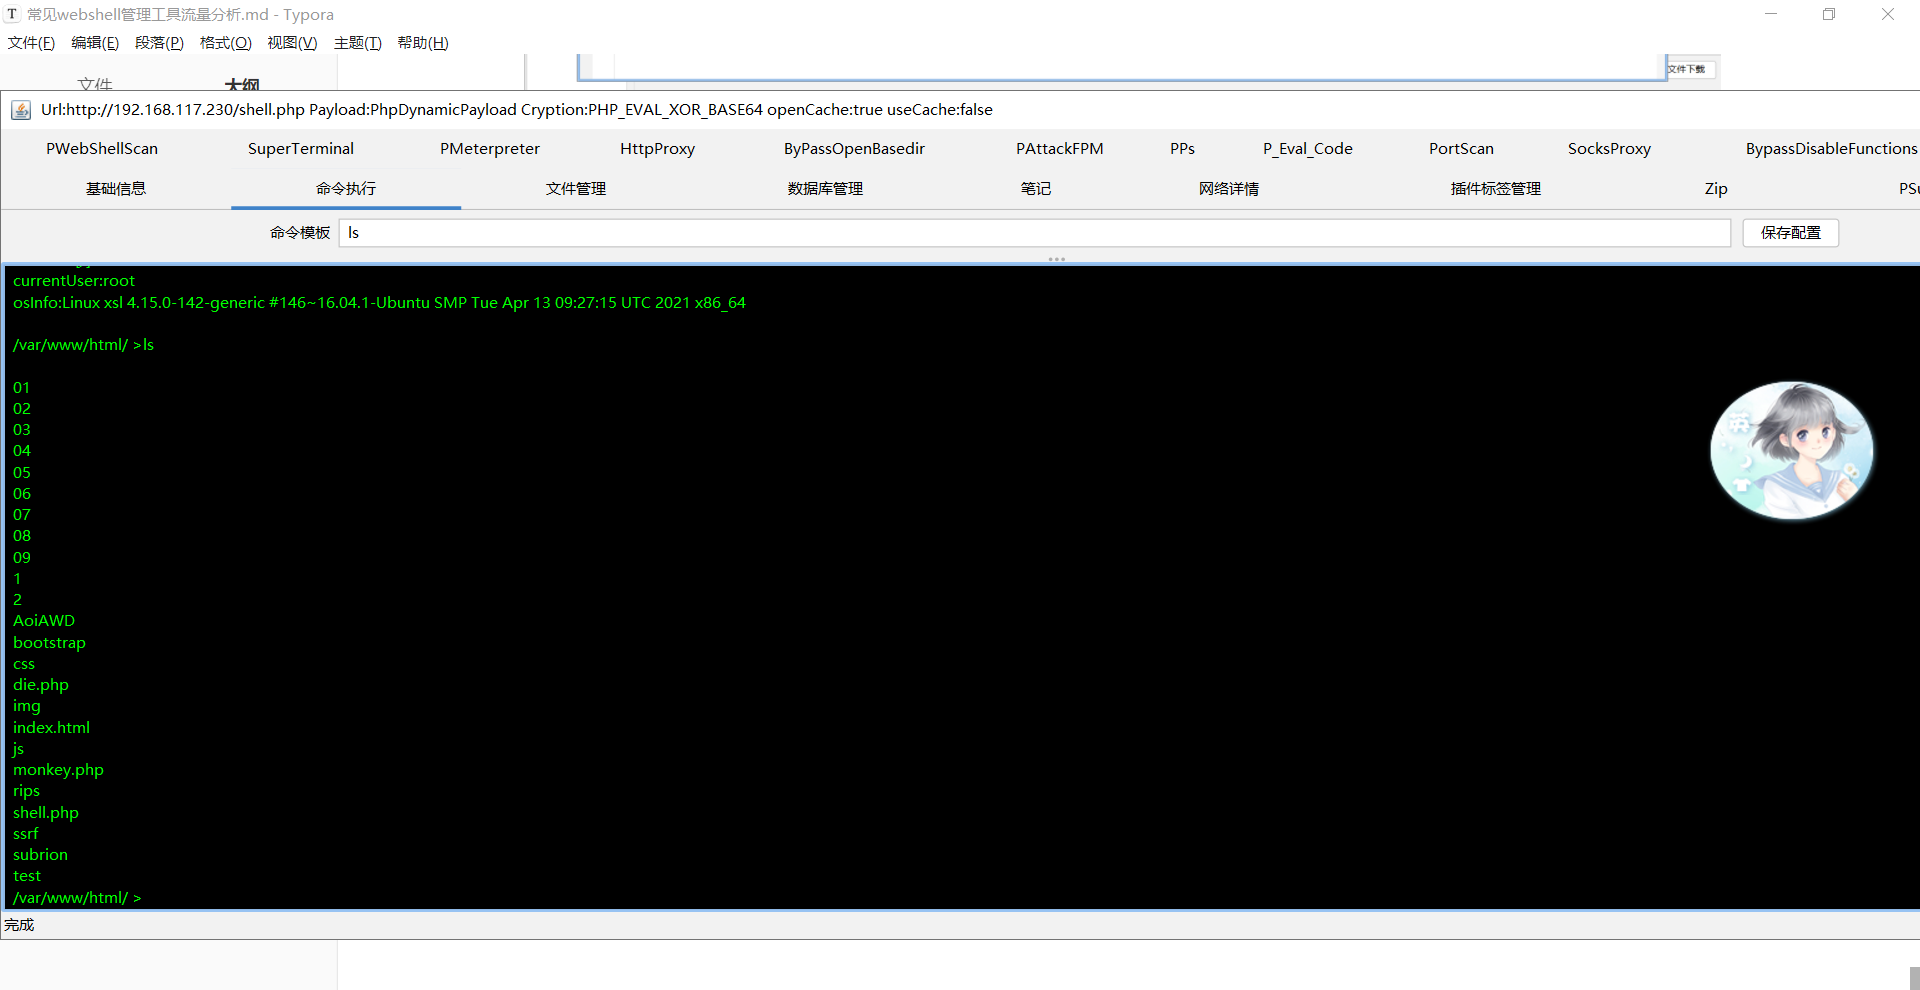 常见webshell管理工具流量分析.md - Typora
文件(F) 编辑(E) 段落(P) 格式(O) 视图(V) 主题(T) 帮助(H)
文件 大纲
文件下载
Url:http://192.168.117.230/shell.php Payload:PhpDynamicPayload Cryption:PHP_EVAL_XOR_BASE64 openCache:true useCache:false
PWebShellScan SuperTerminal PMeterpreter HttpProxy ByPassOpenBasedir PAttackFPM PPs P_Eval_Code PortScan SocksProxy BypassDisableFunctions
基础信息 命令执行 文件管理 数据库管理 笔记 网络详情 插件标签管理 Zip PSu
命令模板 ls 保存配置
currentUser:root
osInfo:Linux xsl 4.15.0-142-generic #146~16.04.1-Ubuntu SMP Tue Apr 13 09:27:15 UTC 2021 x86_64
/var/www/html/ >ls
01
02
03
04
05
06
07
08
09
1
2
AoiAWD
bootstrap
css
die.php
img
index.html
js
monkey.php
rips
shell.php
ssrf
subrion
test
/var/www/html/ >
英
完成